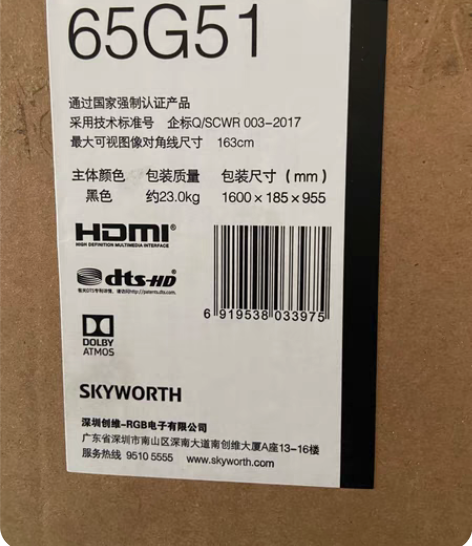 65G51
通过国家强制认证产品
采用技术标准号 企标Q/SCWR 003-2017
最大可视图像对角线尺寸 163cm
主体颜色 包装质量 包装尺寸（mm）
黑色 约23.0kg 1600×185×955
HDMI®
HIGH DEFINITION MULTIMEDIA INTERFACE
dts-HD
6 919538 033975
DOLBY
ATMOS
SKYWORTH
深圳创维-RGB电子有限公司
广东省深圳市南山区深南大道南创维大厦A座13-16楼
服务热线 9510 5555 www.skyworth.com